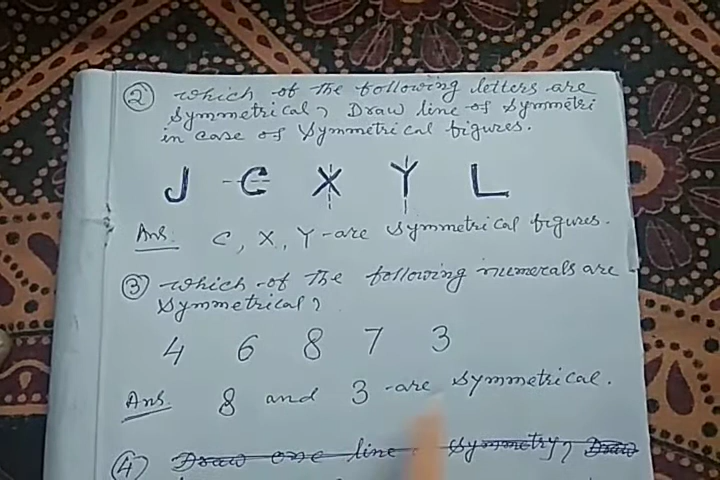 ② Which of the following letters are
Symmetrical? Draw line of Symmetri
in case of Symmetrical figures.
J C X Y L
Ans. C, X, Y - are Symmetrical figures.
③ Which of the following numerals are
Symmetrical?
4 6 8 7 3
Ans. 8 and 3 - are Symmetrical.
④ Draw one line Symmetry? Draw